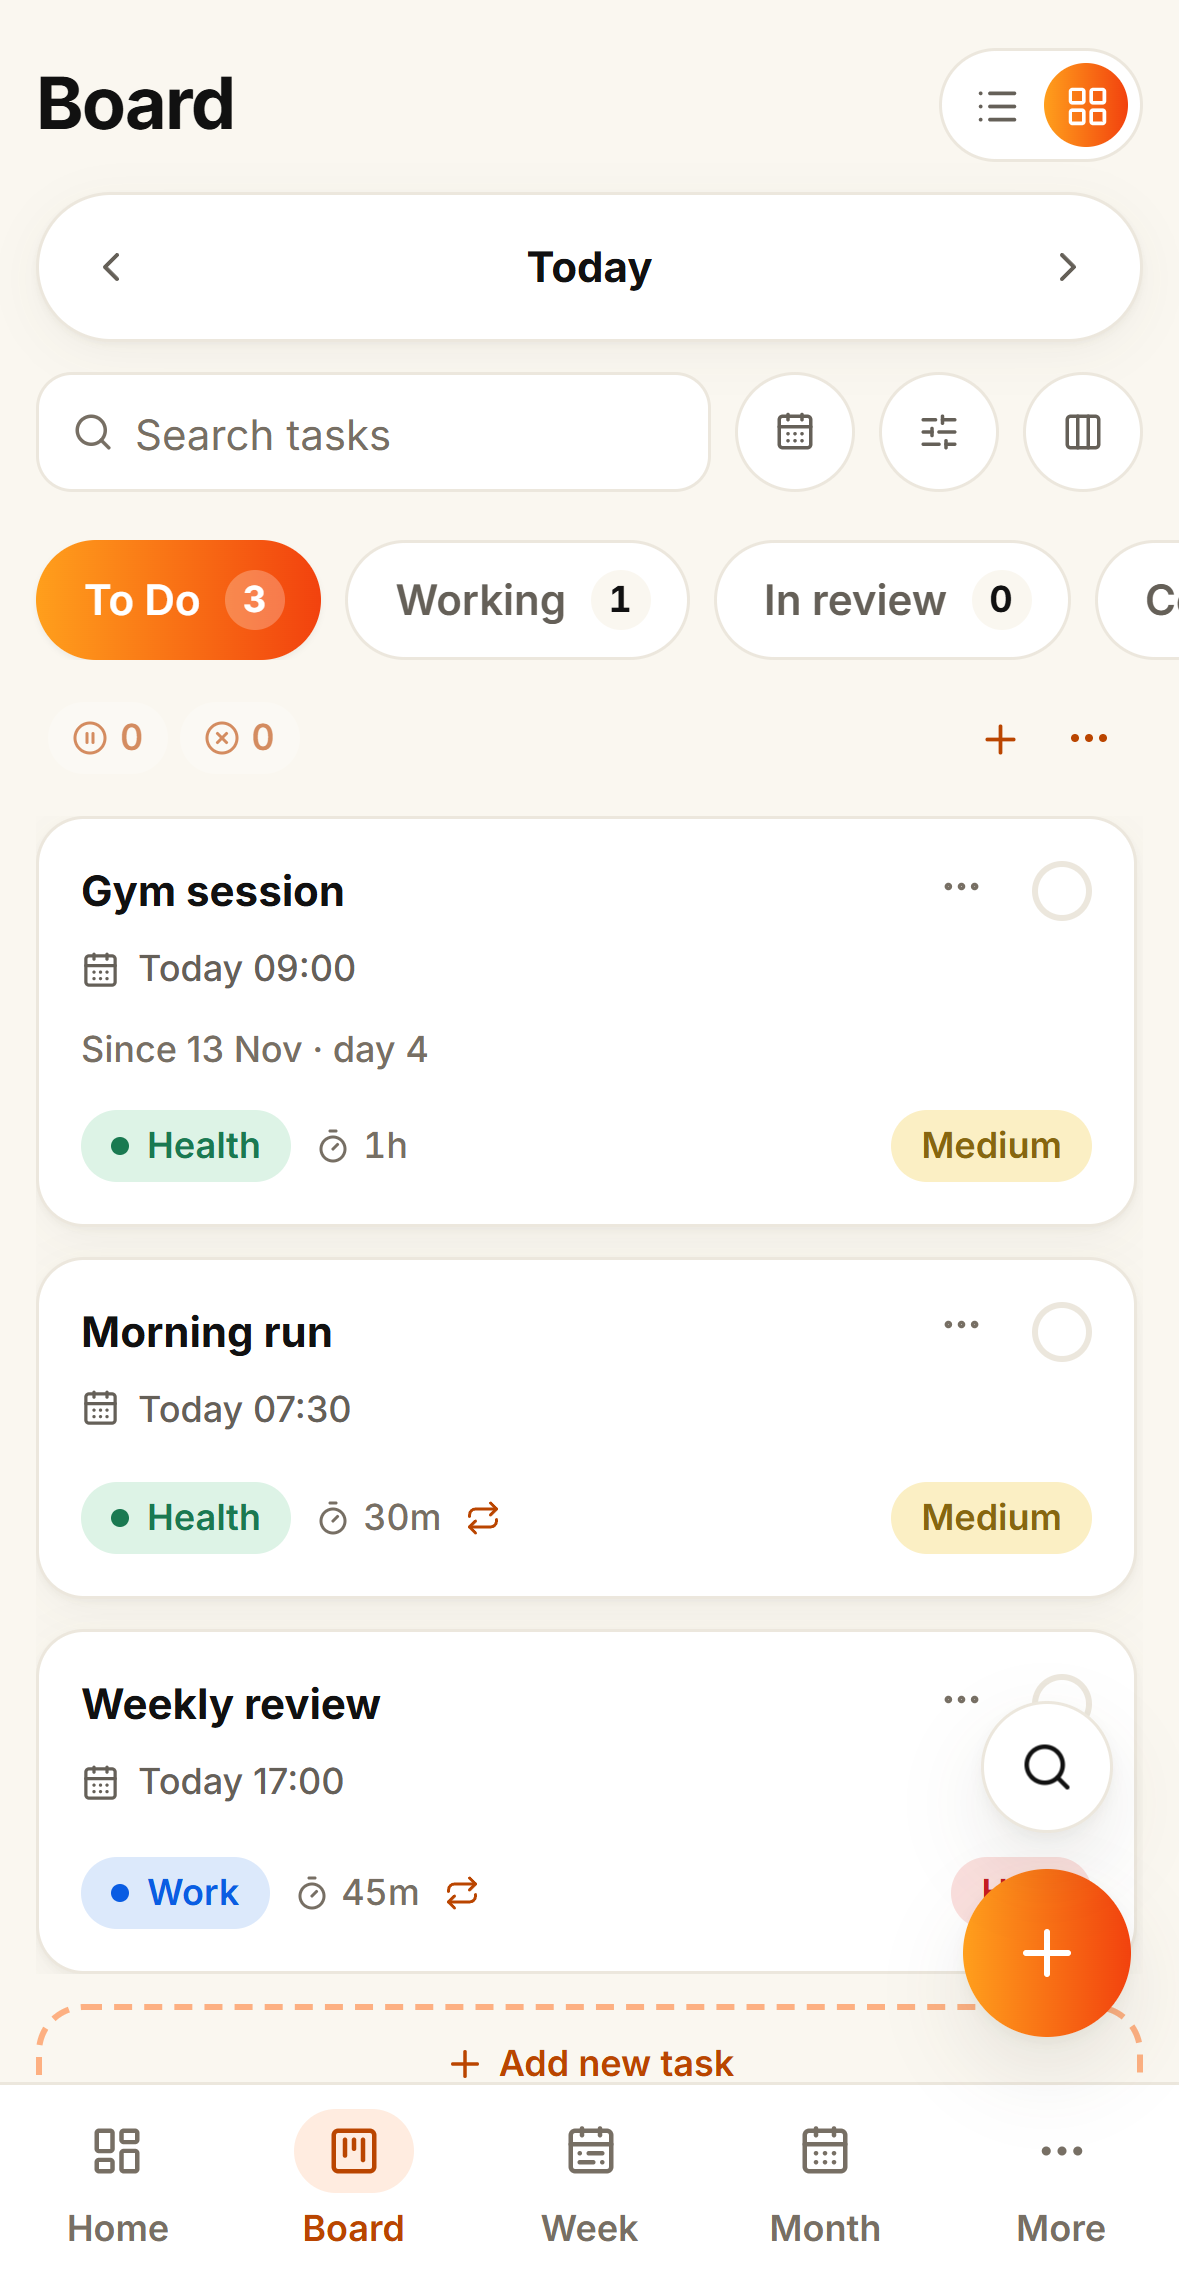 Board
Today
Search tasks
To Do 3 Working 1 In review 0
0 0
Gym session
Today 09:00
Since 13 Nov · day 4
Health 1h Medium
Morning run
Today 07:30
Health 30m Medium
Weekly review
Today 17:00
Work 45m
Add new task
Home Board Week Month More